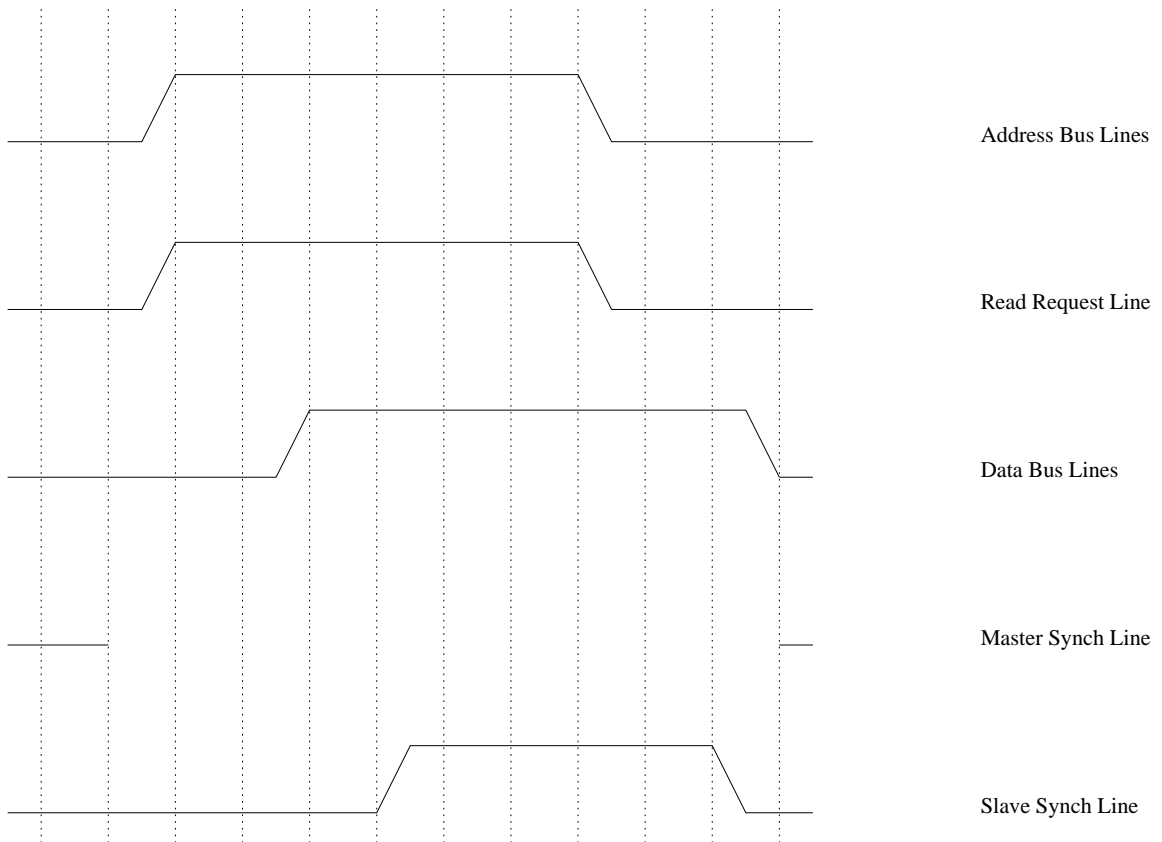 Address Bus Lines
Read Request Line
Data Bus Lines
Master Synch Line
Slave Synch Line